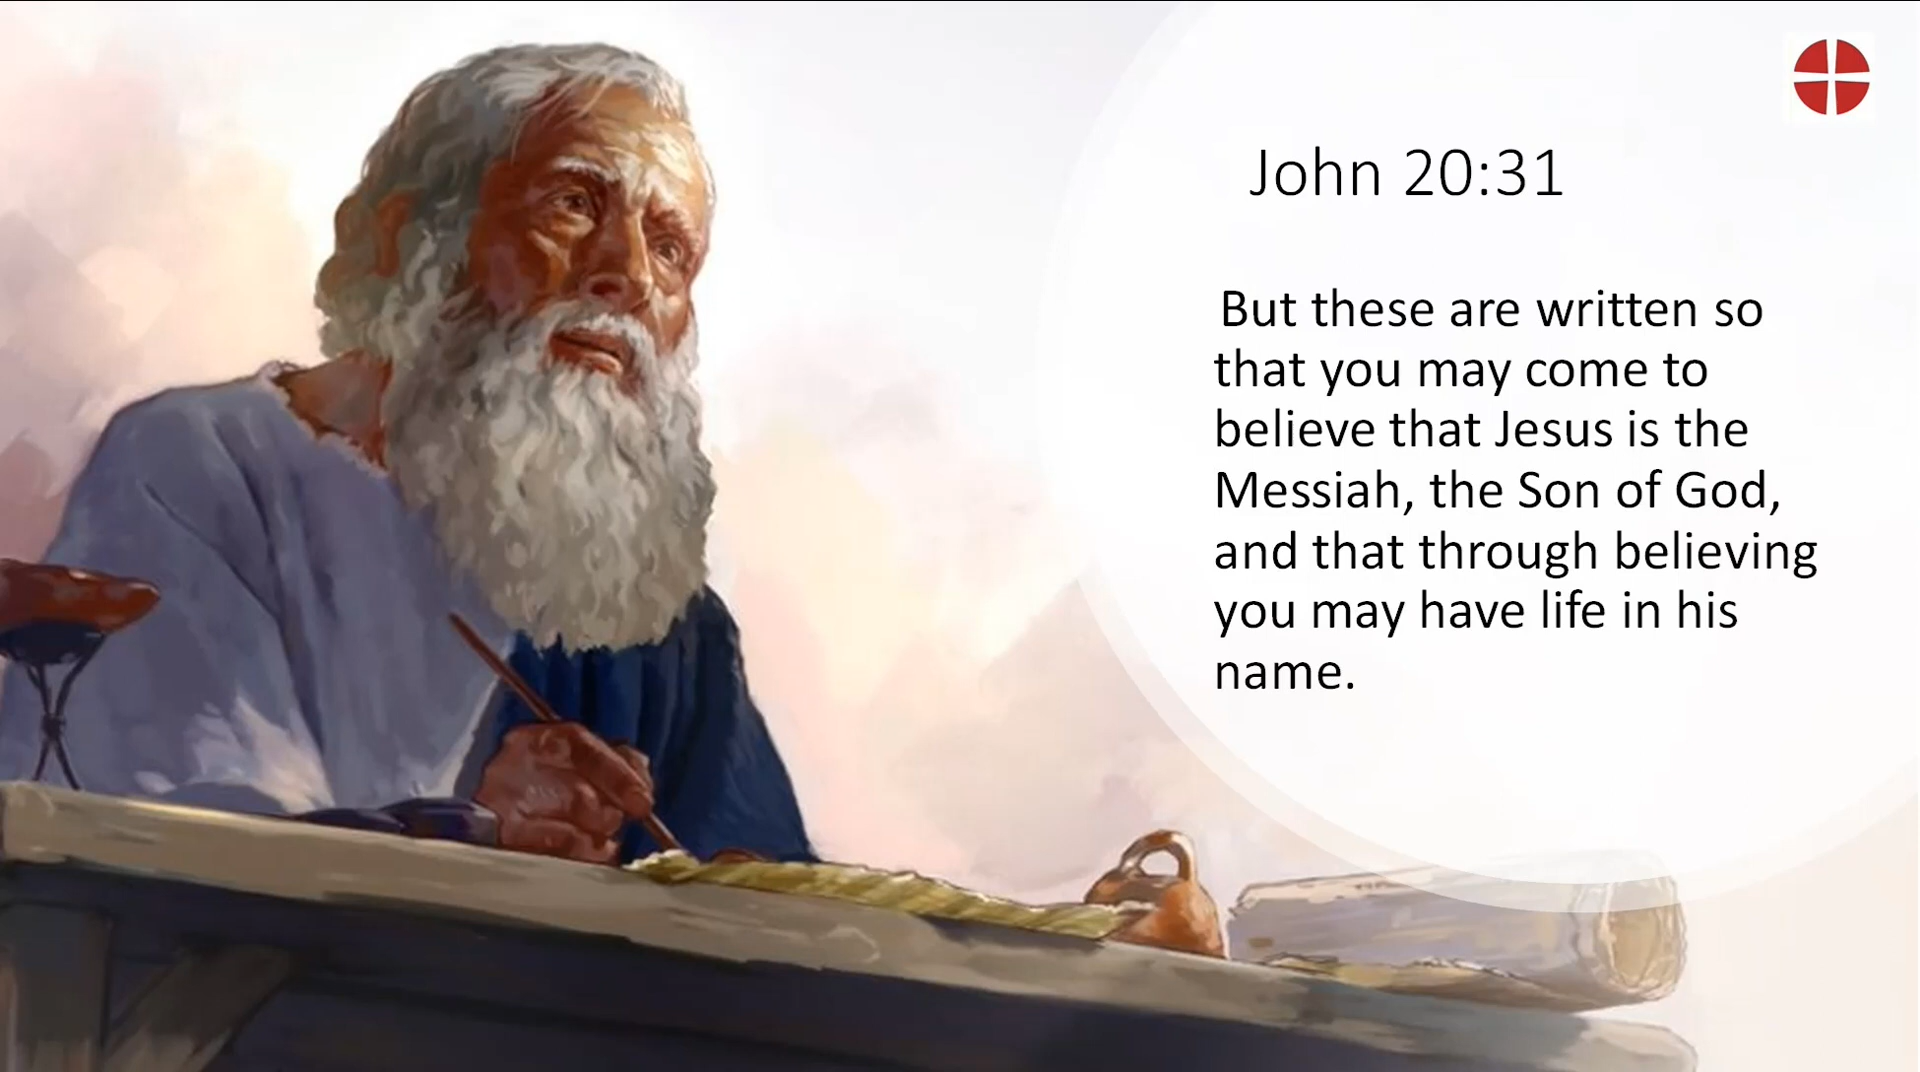 John 20:31
But these are written so
that you may come to
believe that Jesus is the
Messiah, the Son of God,
and that through believing
you may have life in his
name.